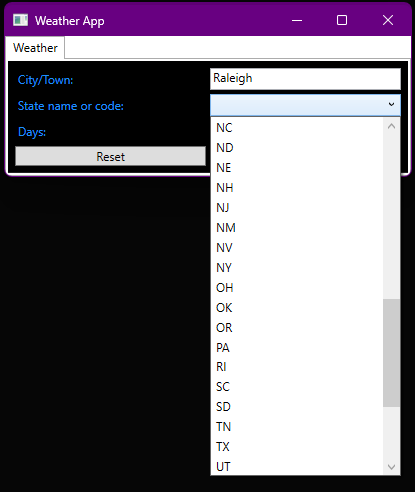 Weather App
Weather
City/Town:
Raleigh
State name or code:
Days:
Reset
NC
ND
NE
NH
NJ
NM
NV
NY
OH
OK
OR
PA
RI
SC
SD
TN
TX
UT